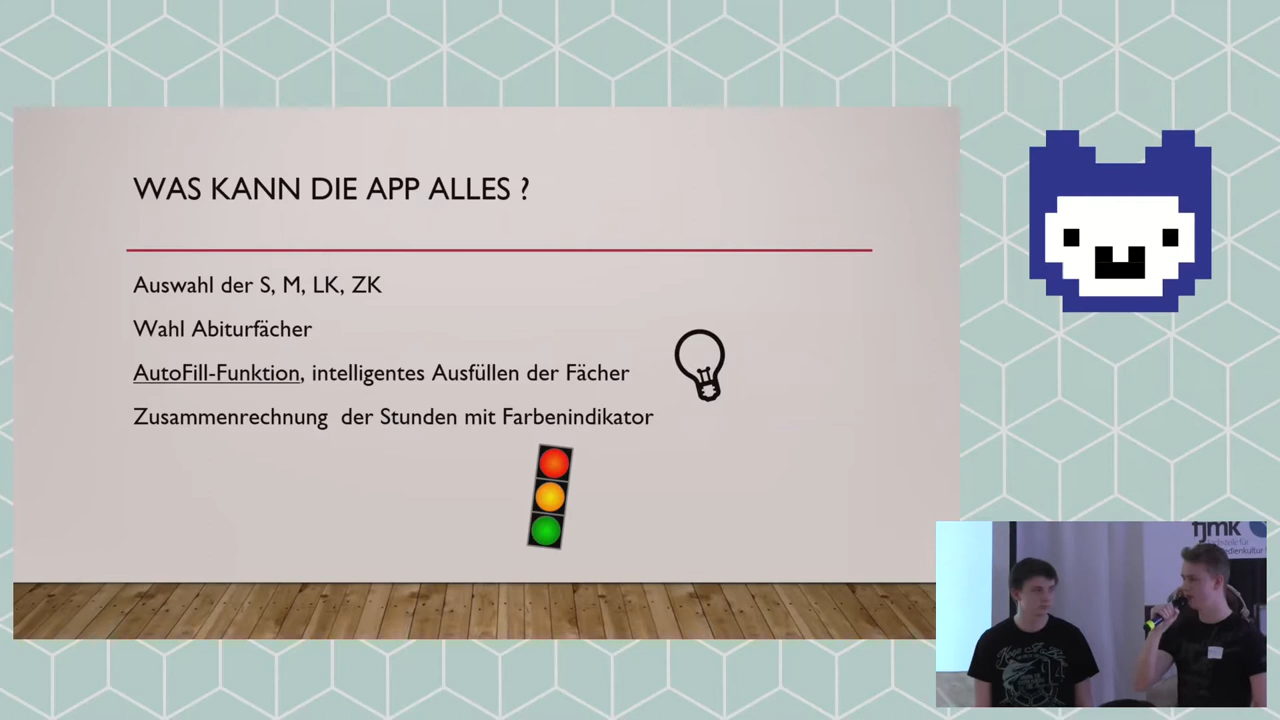 WAS KANN DIE APP ALLES ?
Auswahl der S, M, LK, ZK
Wahl Abiturfächer
AutoFill-Funktion, intelligentes Ausfüllen der Fächer
Zusammenrechnung der Stunden mit Farbenindikator
fjmk